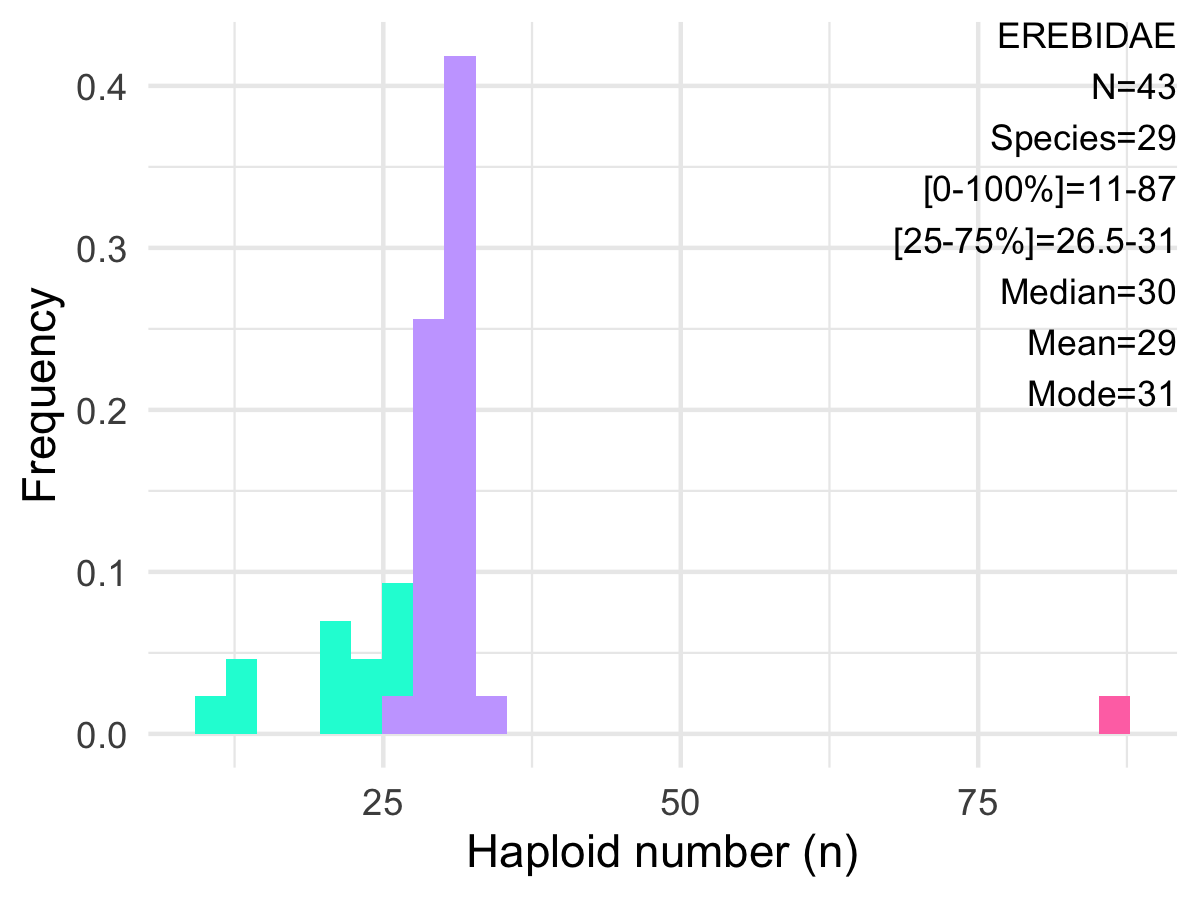 EREBIDAE
N=43
Species=29
[0-100%]=11-87
[25-75%]=26.5-31
Median=30
Mean=29
Mode=31
Frequency
0.4
0.3
0.2
0.1
0.0
25 50 75
Haploid number (n)